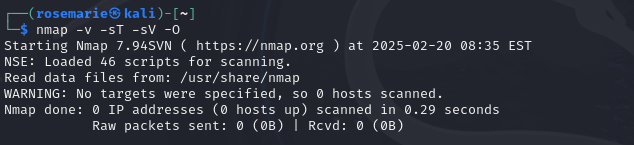 ┌──(rosemarie㉿kali)-[~]
└─$ nmap -v -sT -sV -O
Starting Nmap 7.94SVN ( https://nmap.org ) at 2025-02-20 08:35 EST
NSE: Loaded 46 scripts for scanning.
Read data files from: /usr/share/nmap
WARNING: No targets were specified, so 0 hosts scanned.
Nmap done: 0 IP addresses (0 hosts up) scanned in 0.29 seconds
           Raw packets sent: 0 (0B) | Rcvd: 0 (0B)